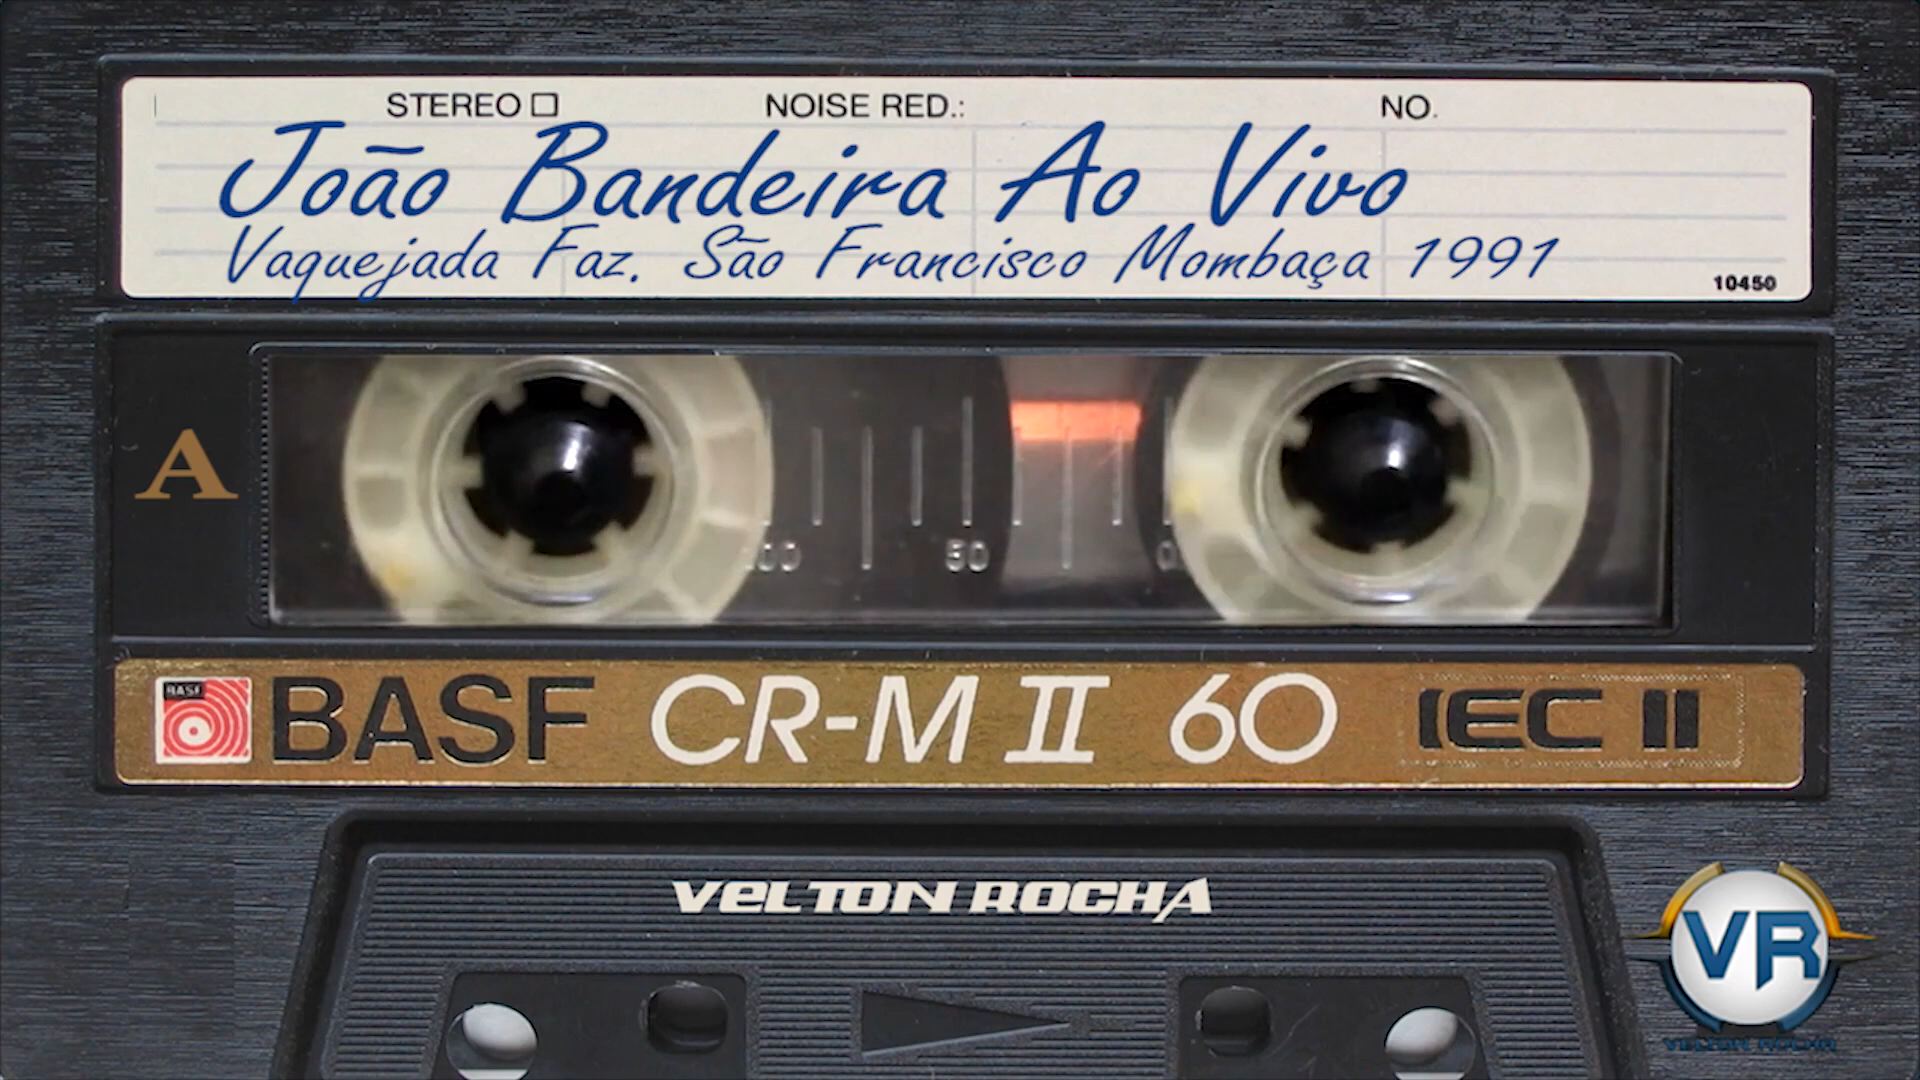 STEREO NOISE RED.: NO.
João Bandeira Ao Vivo
Vaquejada Faz. São Francisco Mombaça 1991
10450
A
100 50 0
BASF
BASF CR-M II 60 IEC II
VELTON ROCHA
VR
VELTON ROCHA